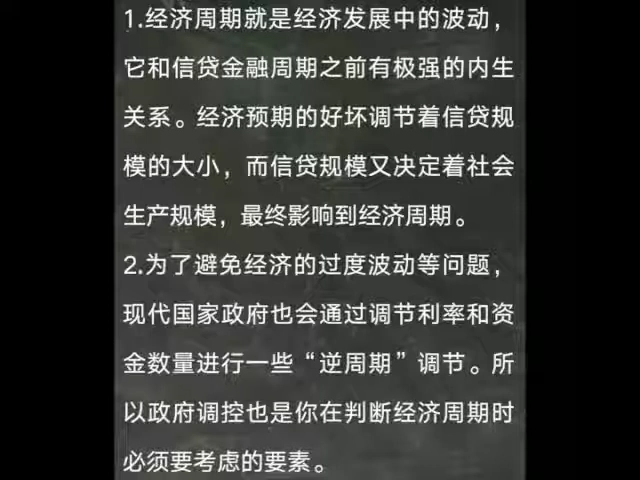 1.经济周期就是经济发展中的波动，
它和信贷金融周期之前有极强的内生
关系。经济预期的好坏调节着信贷规
模的大小，而信贷规模又决定着社会
生产规模，最终影响到经济周期。
2.为了避免经济的过度波动等问题，
现代国家政府也会通过调节利率和资
金数量进行一些“逆周期”调节。所
以政府调控也是你在判断经济周期时
必须要考虑的要素。